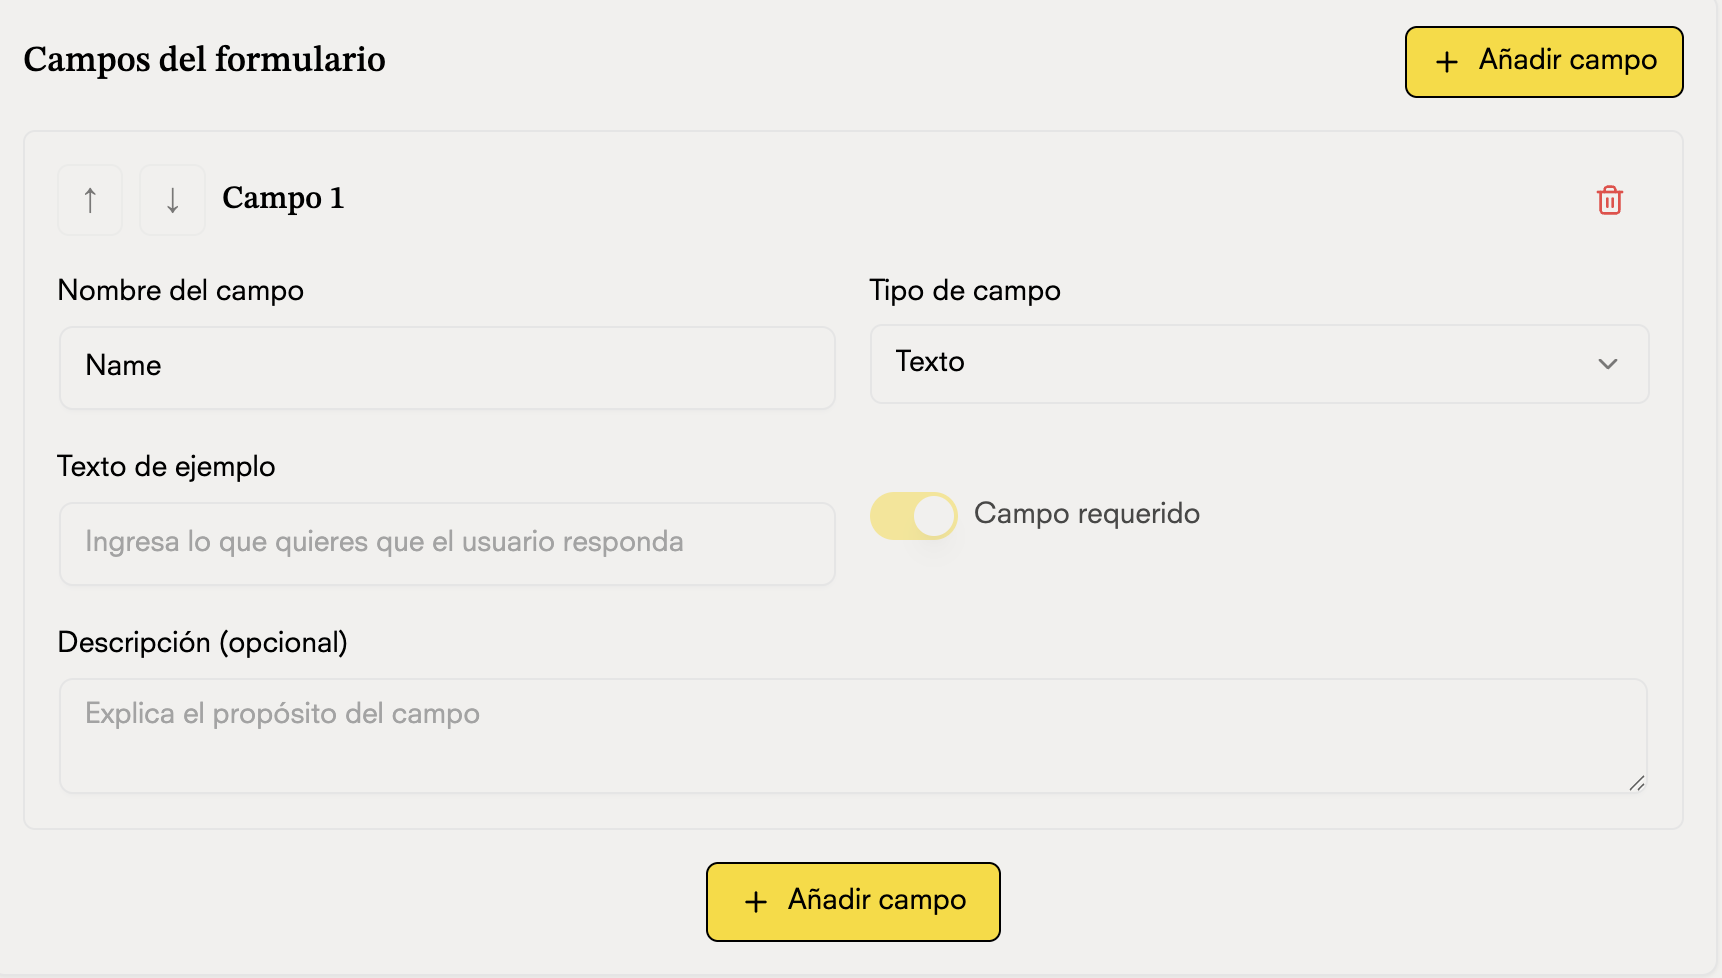 Campos del formulario
+ Añadir campo
↑ ↓ Campo 1
Nombre del campo
Name
Tipo de campo
Texto
Texto de ejemplo
Ingresa lo que quieres que el usuario responda
Campo requerido
Descripción (opcional)
Explica el propósito del campo
+ Añadir campo